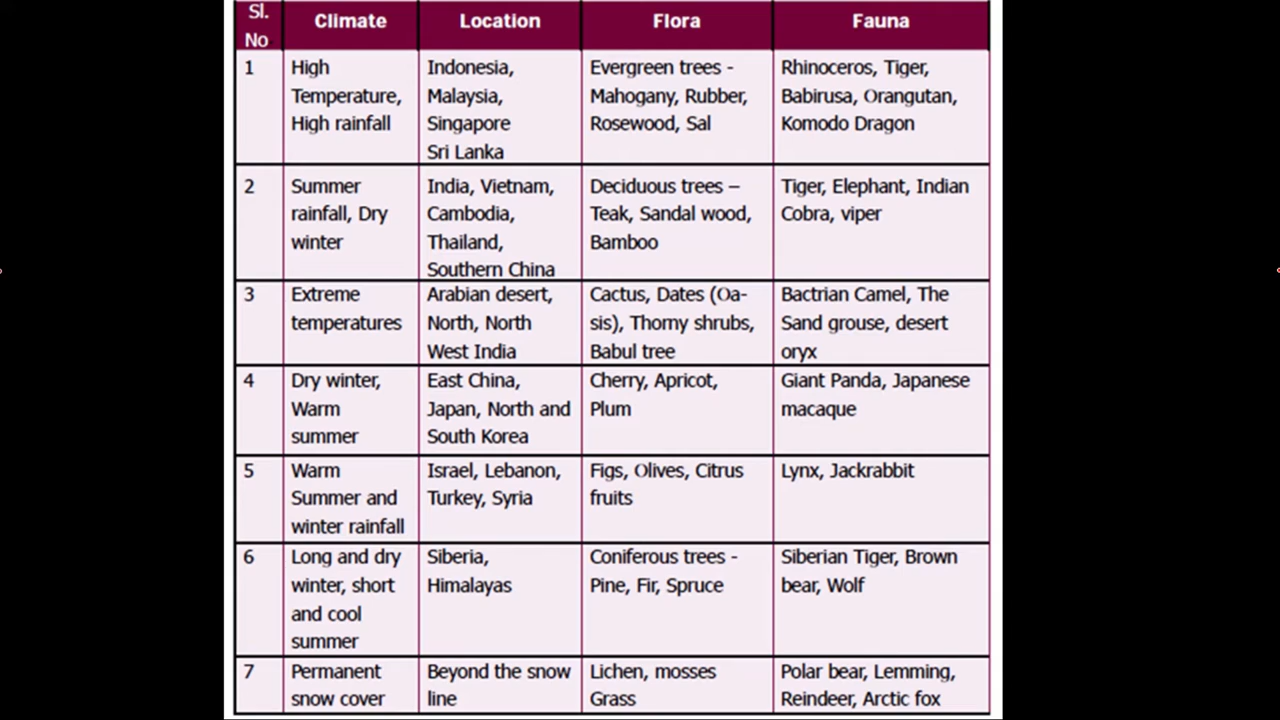 Sl. No	Climate	Location	Flora	Fauna
1	High Temperature, High rainfall	Indonesia, Malaysia, Singapore Sri Lanka	Evergreen trees - Mahogany, Rubber, Rosewood, Sal	Rhinoceros, Tiger, Babirusa, Orangutan, Komodo Dragon
2	Summer rainfall, Dry winter	India, Vietnam, Cambodia, Thailand, Southern China	Deciduous trees – Teak, Sandal wood, Bamboo	Tiger, Elephant, Indian Cobra, viper
3	Extreme temperatures	Arabian desert, North, North West India	Cactus, Dates (Oa-sis), Thorny shrubs, Babul tree	Bactrian Camel, The Sand grouse, desert oryx
4	Dry winter, Warm summer	East China, Japan, North and South Korea	Cherry, Apricot, Plum	Giant Panda, Japanese macaque
5	Warm Summer and winter rainfall	Israel, Lebanon, Turkey, Syria	Figs, Olives, Citrus fruits	Lynx, Jackrabbit
6	Long and dry winter, short and cool summer	Siberia, Himalayas	Coniferous trees - Pine, Fir, Spruce	Siberian Tiger, Brown bear, Wolf
7	Permanent snow cover	Beyond the snow line	Lichen, mosses Grass	Polar bear, Lemming, Reindeer, Arctic fox